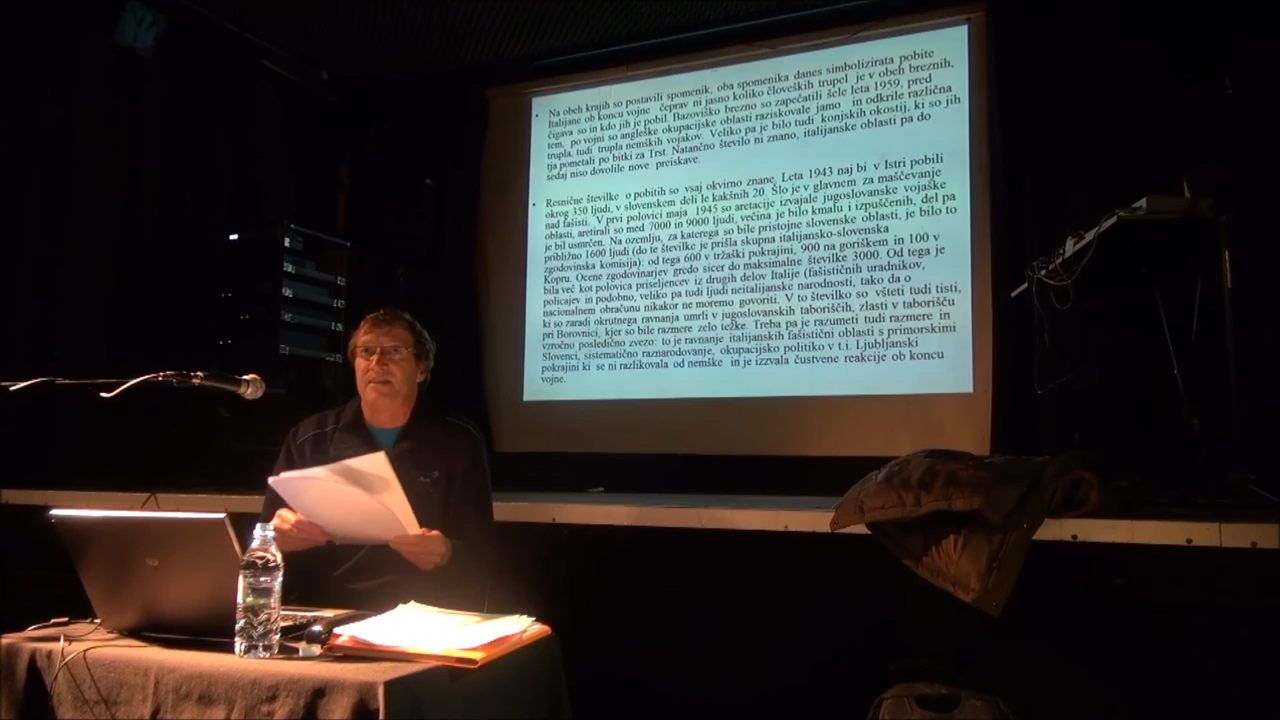 • Na obeh krajih so postavili spomenik, oba spomenika danes simbolizirata pobite
Italijane ob koncu vojne čeprav ni jasno koliko človeških trupel je v obeh breznih,
čigava so in kdo jih je pobil. Bazoviško brezno so zapečatili šele leta 1959, pred
tem, po vojni so angleške okupacijske oblasti raziskovale jamo in odkrile različna
trupla, tudi trupla nemških vojakov. Veliko pa je bilo tudi konjskih okostij, ki so jih
tja pometali po bitki za Trst. Natančno število ni znano, italijanske oblasti pa do
sedaj niso dovolile nove preiskave.
• Resnične številke o pobitih so vsaj okvirno znane. Leta 1943 naj bi v Istri pobili
okrog 350 ljudi, v slovenskem deli le kakšnih 20. Šlo je v glavnem za maščevanje
nad fašisti. V prvi polovici maja 1945 so aretacije izvajale jugoslovanske vojaške
oblasti, aretirali so med 7000 in 9000 ljudi, večina je bilo kmalu i izpuščenih, del pa
je bil usmrčen. Na ozemlju, za katerega so bile pristojne slovenske oblasti, je bilo to
približno 1600 ljudi (do te številke je prišla skupna italijansko-slovenska
zgodovinska komisija). od tega 600 v tržaški pokrajini, 900 na goriškem in 100 v
Kopru. Ocene zgodovinarjev gredo sicer do maksimalne številke 3000. Od tega je
bila več kot polovica priseljencev iz drugih delov Italije (fašističnih uradnikov,
policajev in podobno, veliko pa tudi ljudi neitalijanske narodnosti, tako da o
nacionalnem obračunu nikakor ne moremo govoriti. V to številko so všteti tudi tisti,
ki so zaradi okrutnega ravnanja umrli v jugoslovanskih taboriščih, zlasti v taborišču
pri Borovnici, kjer so bile razmere zelo težke. Treba pa je razumeti tudi razmere in
vzročno posledično zvezo: to je ravnanje italijanskih fašistični oblasti s primorskimi
Slovenci, sistematično raznarodovanje, okupacijsko politiko v t.i. Ljubljanski
pokrajini ki se ni razlikovala od nemške in je izzvala čustvene reakcije ob koncu
vojne.